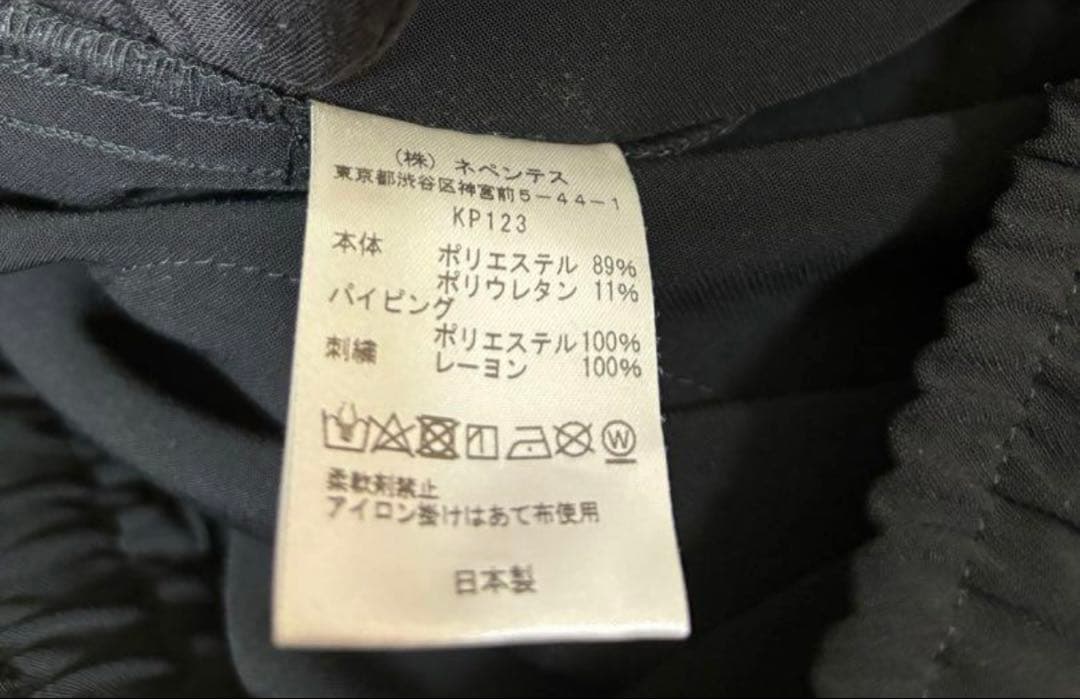 (株) ネペンテス
東京都渋谷区神宮前5-44-1
KP123
本体 ポリエステル 89%
ポリウレタン 11%
パイピング
ポリエステル 100%
刺繍 レーヨン 100%
W
柔軟剤禁止
アイロン掛けはあて布使用
日本製